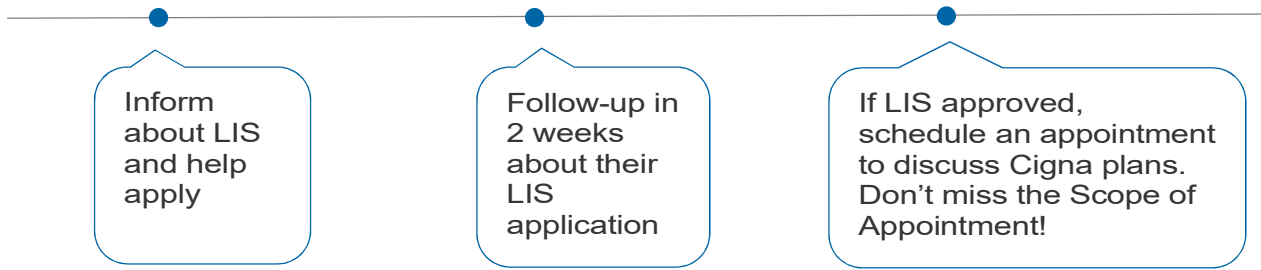 Inform
about LIS
and help
apply
Follow-up in
2 weeks
about their
LIS
application
If LIS approved,
schedule an appointment
to discuss Cigna plans.
Don’t miss the Scope of
Appointment!